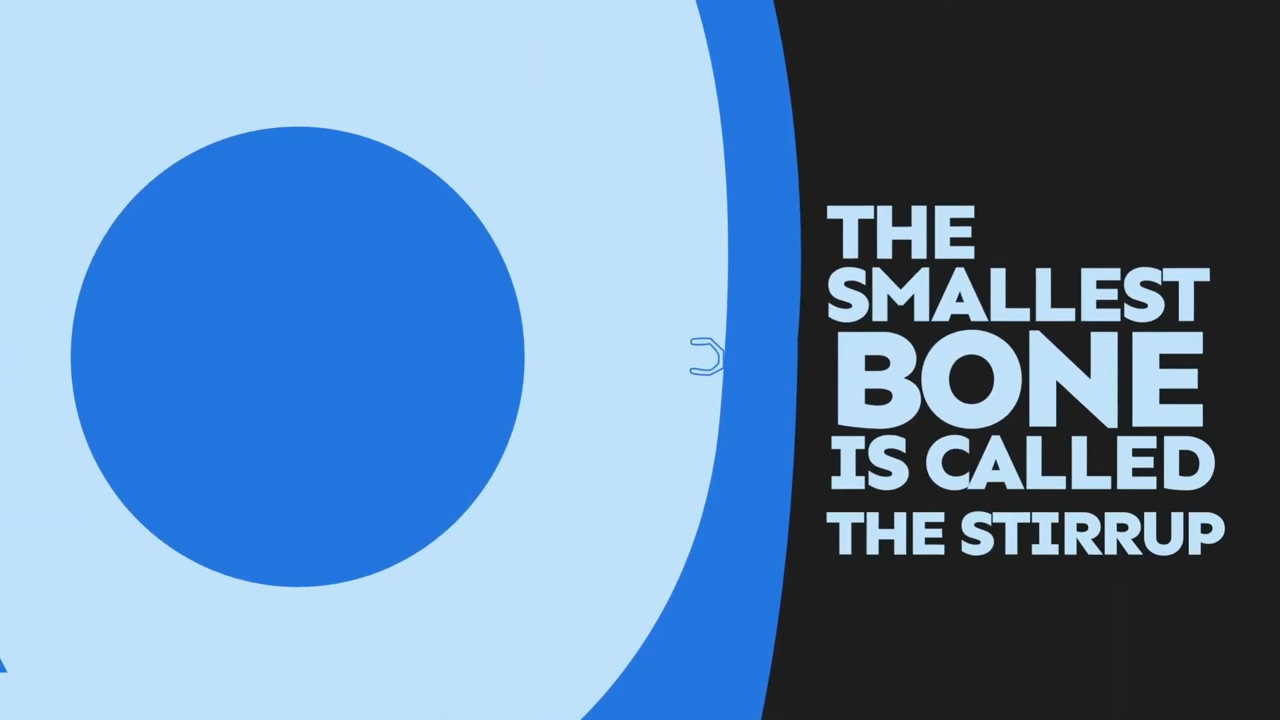 THE
SMALLEST
BONE
IS CALLED
THE STIRRUP